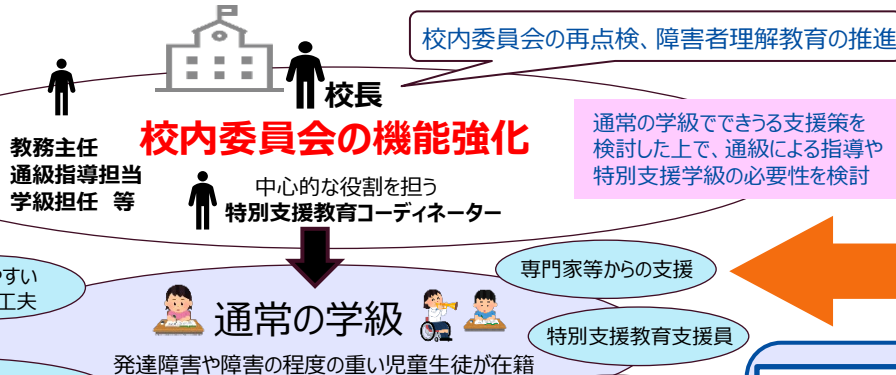 校内委員会の再点検、障害者理解教育の推進
校長
校内委員会の機能強化
教務主任
通級指導担当
学級担任 等
中心的な役割を担う
特別支援教育コーディネーター
通常の学級でできうる支援策を
検討した上で、通級による指導や
特別支援学級の必要性を検討
やすい
工夫
専門家等からの支援
通常の学級
特別支援教育支援員
発達障害や障害の程度の重い児童生徒が在籍